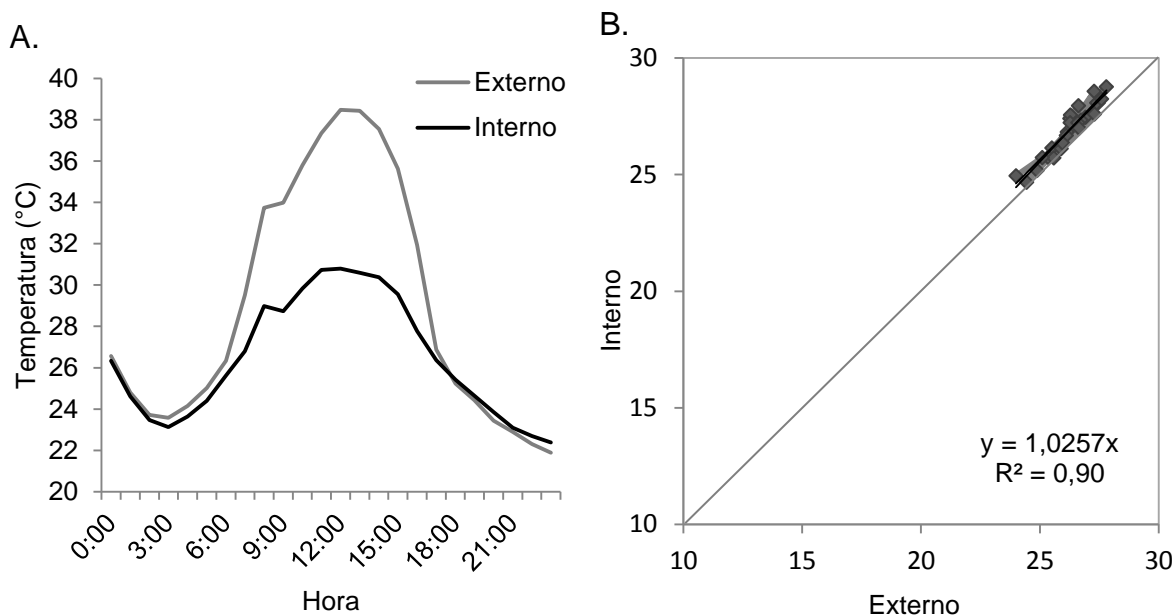 A.
Temperatura (°C)
40
38
36
34
32
30
28
26
24
22
20
Externo
Interno
0:00
3:00
6:00
9:00
12:00
15:00
18:00
21:00
Hora
B.
Interno
30
25
20
15
10
y = 1,0257x
R² = 0,90
10
15
20
25
30
Externo